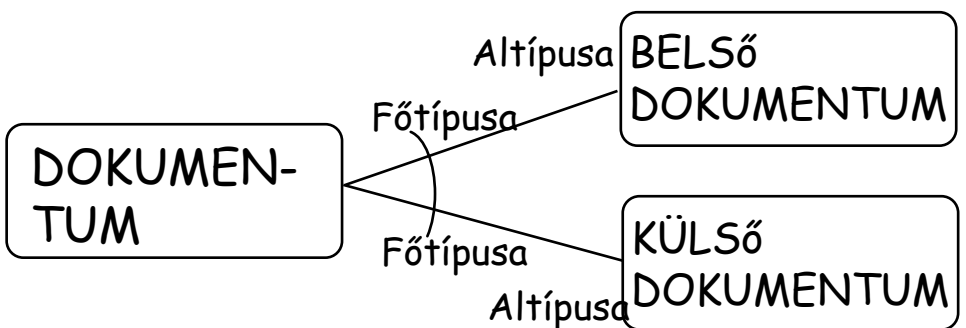 Altípusa
BELSő
DOKUMENTUM
Főtípusa
DOKUMEN-
TUM
Főtípusa
KÜLSő
DOKUMENTUM
Altípusa